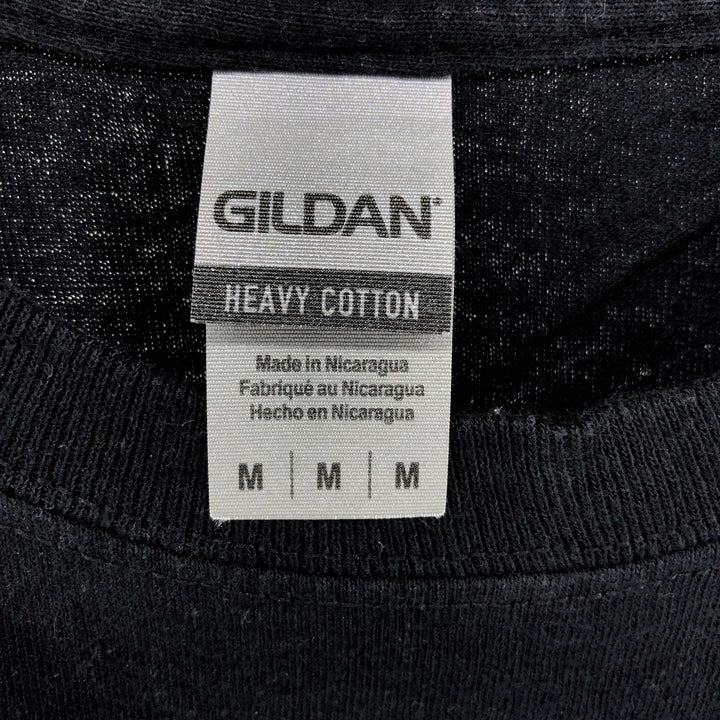 GILDAN
HEAVY COTTON
Made in Nicaragua
Fabriqué au Nicaragua
Hecho en Nicaragua
M | M | M